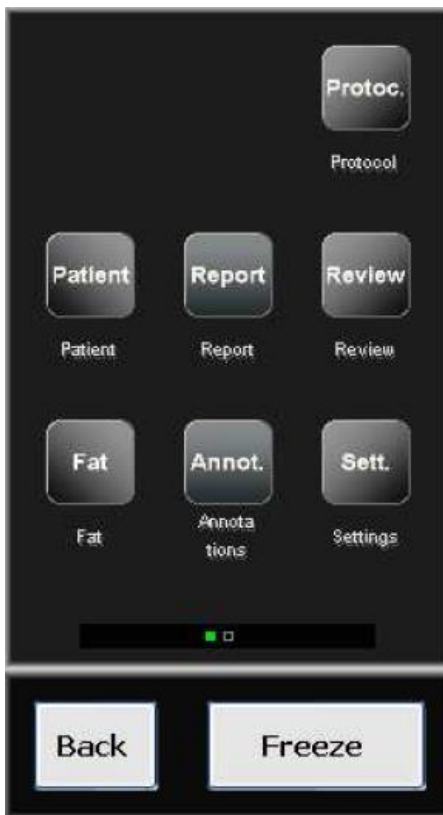 Protoc.
Protocol
Patient Report Review
Patient Report Review
Fat Annot. Sett.
Fat Annota Settings
tions
Back Freeze